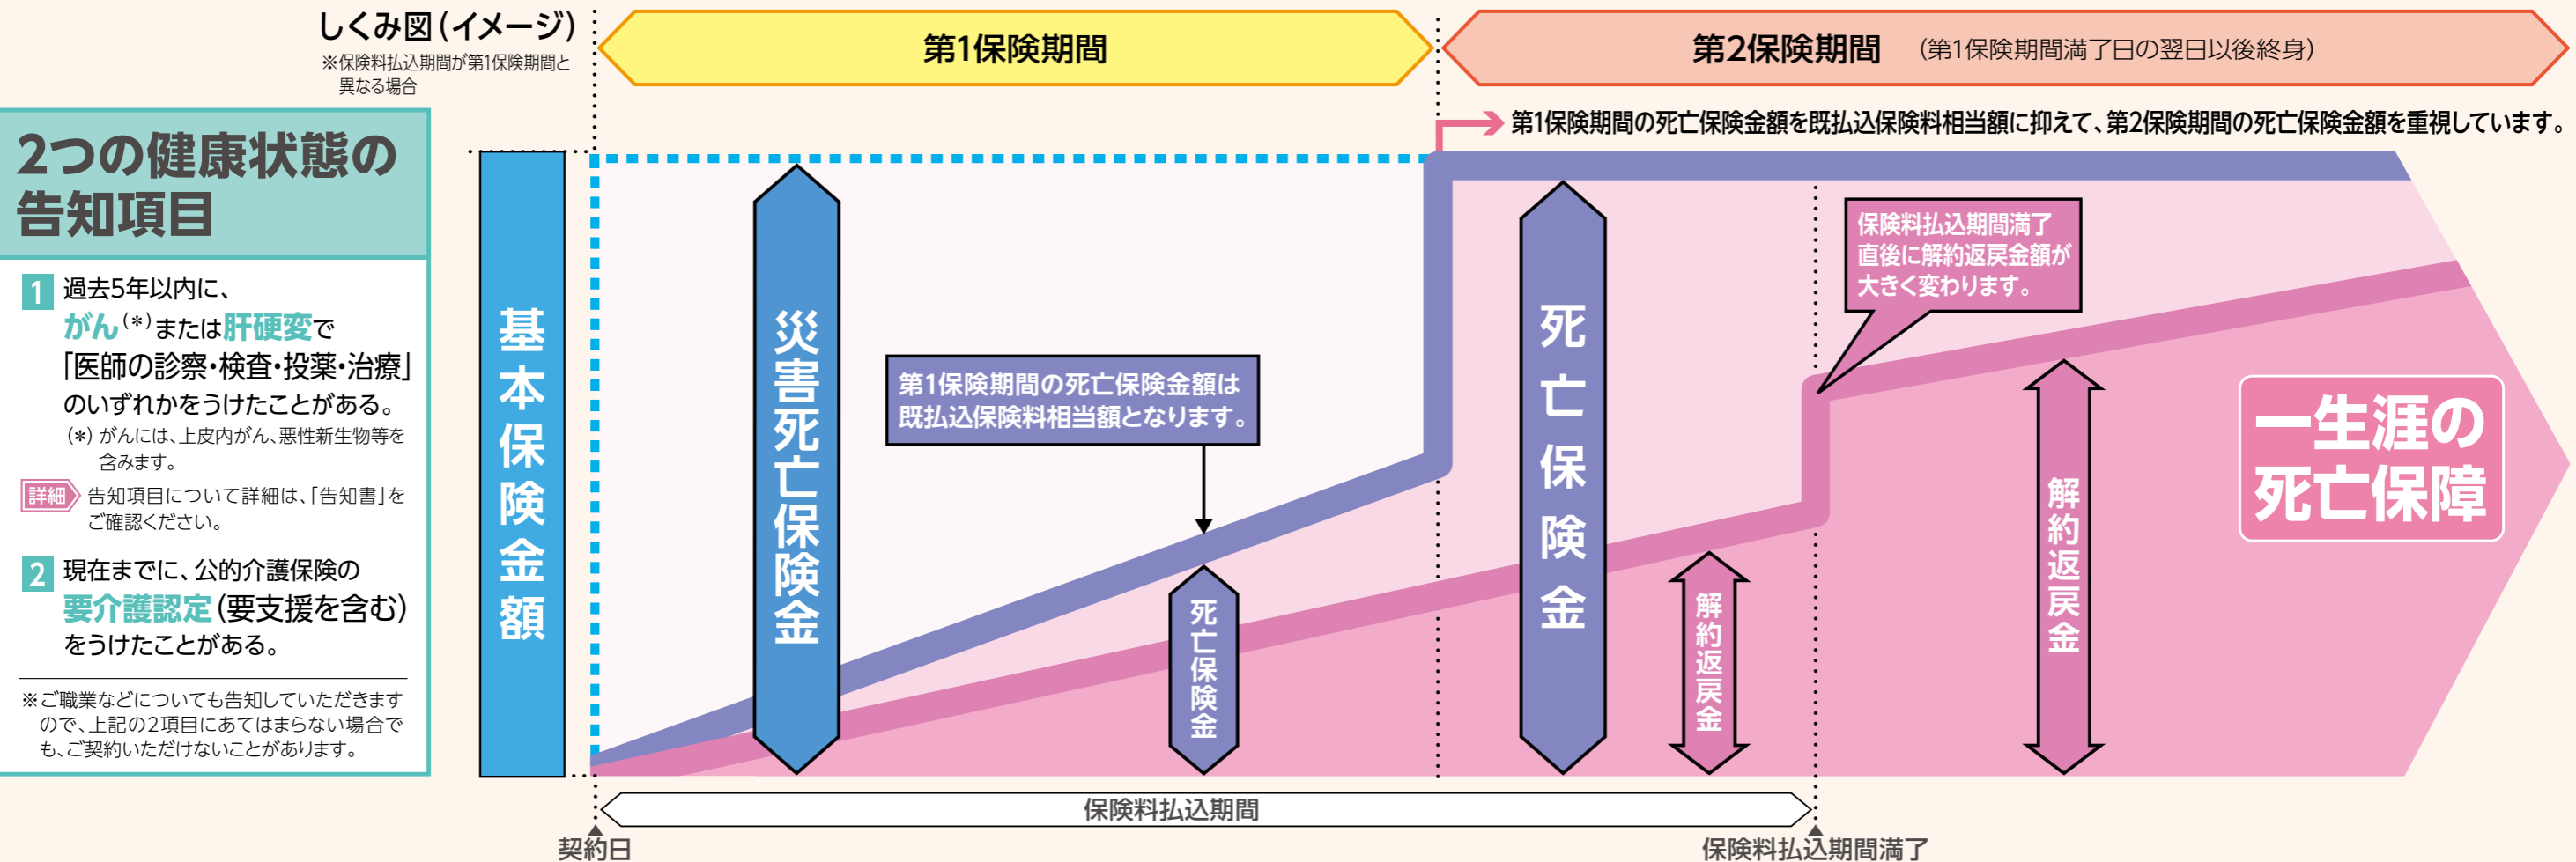 しくみ図(イメージ)
※保険料払込期間が第1保険期間と
異なる場合
第1保険期間
第2保険期間 (第1保険期間満了日の翌日以後終身)
第1保険期間の死亡保険金額を既払込保険料相当額に抑えて、第2保険期間の死亡保険金額を重視しています。
2つの健康状態の
告知項目
1 過去5年以内に、
がん(*)または肝硬変で
「医師の診察・検査・投薬・治療」
のいずれかをうけたことがある。
(*)がんには、上皮内がん、悪性新生物等を
含みます。
詳細 告知項目について詳細は、「告知書」を
ご確認ください。
2 現在までに、公的介護保険の
要介護認定(要支援を含む)
をうけたことがある。
※ご職業などについても告知していただきます
ので、上記の2項目にあてはまらない場合で
も、ご契約いただけないことがあります。
基本保険金額
災害死亡保険金
第1保険期間の死亡保険金額は
既払込保険料相当額となります。
死亡保険金
死亡保険金
解約返戻金
保険料払込期間満了
直後に解約返戻金額が
大きく変わります。
解約返戻金
一生涯の
死亡保障
保険料払込期間
▲
契約日
▲
保険料払込期間満了